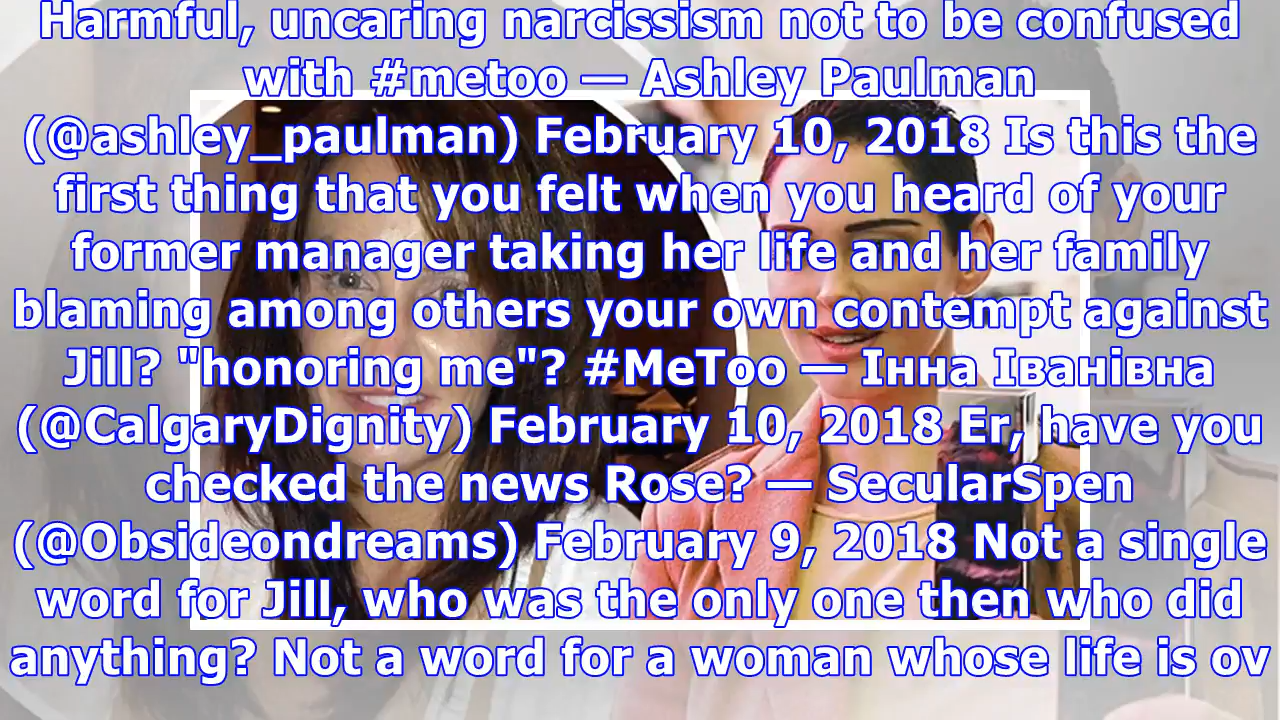 Harmful, uncaring narcissism not to be confused
with #metoo — Ashley Paulman
(@ashley_paulman) February 10, 2018 Is this the
first thing that you felt when you heard of your
former manager taking her life and her family
blaming among others your own contempt against
Jill? "honoring me"? #MeToo — Інна Іванівна
(@CalgaryDignity) February 10, 2018 Er, have you
checked the news Rose? — SecularSpen
(@Obsideondreams) February 9, 2018 Not a single
word for Jill, who was the only one then who did
anything? Not a word for a woman whose life is ov